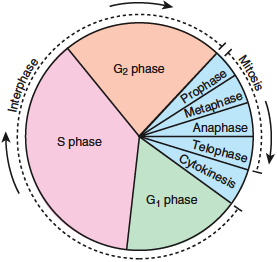 Interphase
G2 phase
Mitosis
Prophase
Metaphase
Anaphase
Telophase
Cytokinesis
S phase
G1 phase